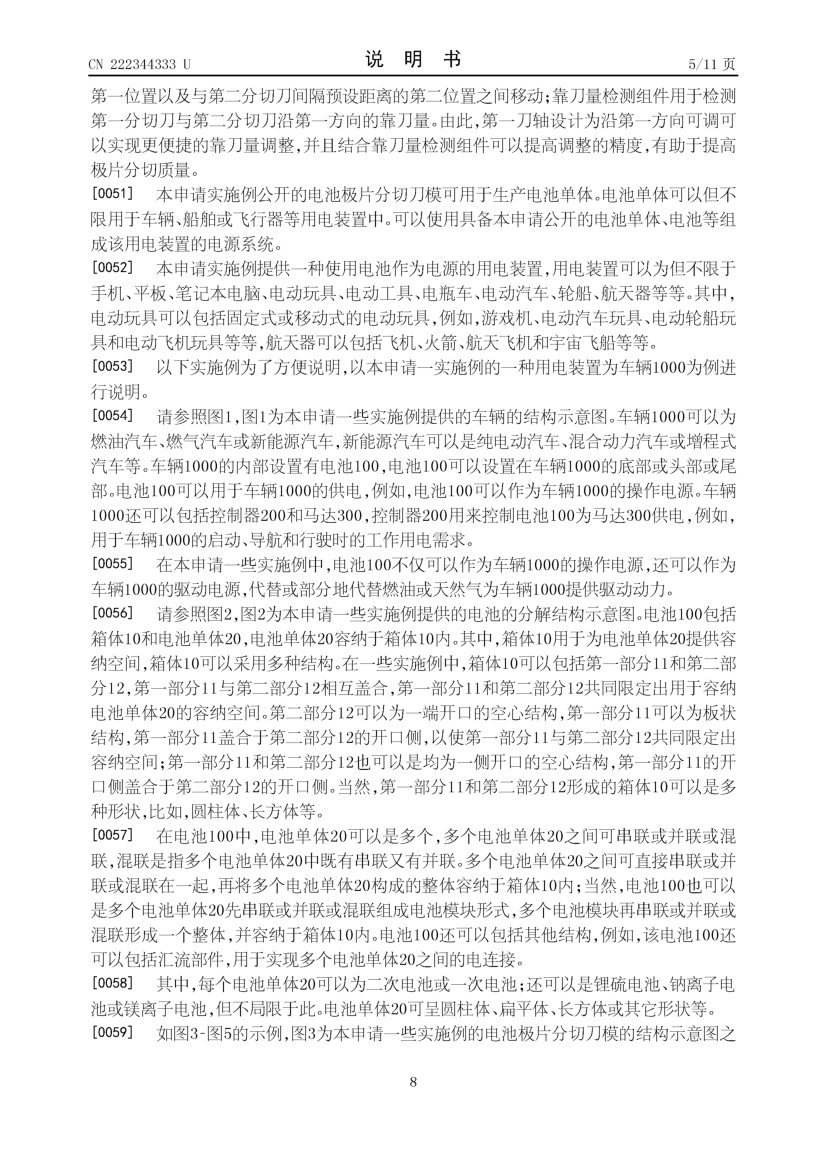 CN 222344333 U
说 明 书
5/11 页
第一位置以及与第二分切刀间隔预设距离的第二位置之间移动;靠刀量检测组件用于检测
第一分切刀与第二分切刀沿第一方向的靠刀量。由此,第一刀轴设计为沿第一方向可调可
以实现更便捷的靠刀量调整,并且结合靠刀量检测组件可以提高调整的精度,有助于提高
极片分切质量。
[0051] 本申请实施例公开的电池极片分切刀模可用于生产电池单体。电池单体可以但不
限用于车辆、船舶或飞行器等用电装置中。可以使用具备本申请公开的电池单体、电池等组
成该用电装置的电源系统。
[0052] 本申请实施例提供一种使用电池作为电源的用电装置,用电装置可以为但不限于
手机、平板、笔记本电脑、电动玩具、电动工具、电瓶车、电动汽车、轮船、航天器等等。其中,
电动玩具可以包括固定式或移动式的电动玩具,例如,游戏机、电动汽车玩具、电动轮船玩
具和电动飞机玩具等等,航天器可以包括飞机、火箭、航天飞机和宇宙飞船等等。
[0053] 以下实施例为了方便说明,以本申请一实施例的一种用电装置为车辆1000为例进
行说明。
[0054] 请参照图1,图1为本申请一些实施例提供的车辆的结构示意图。车辆1000可以为
燃油汽车、燃气汽车或新能源汽车,新能源汽车可以是纯电动汽车、混合动力汽车或增程式
汽车等。车辆1000的内部设置有电池100,电池100可以设置在车辆1000的底部或头部或尾
部。电池100可以用于车辆1000的供电,例如,电池100可以作为车辆1000的操作电源。车辆
1000还可以包括控制器200和马达300,控制器200用来控制电池100为马达300供电,例如,
用于车辆1000的启动、导航和行驶时的工作用电需求。
[0055] 在本申请一些实施例中,电池100不仅可以作为车辆1000的操作电源,还可以作为
车辆1000的驱动电源,代替或部分地代替燃油或天然气为车辆1000提供驱动动力。
[0056] 请参照图2,图2为本申请一些实施例提供的电池的分解结构示意图。电池100包括
箱体10和电池单体20,电池单体20容纳于箱体10内。其中,箱体10用于为电池单体20提供容
纳空间,箱体10可以采用多种结构。在一些实施例中,箱体10可以包括第一部分11和第二部
分12,第一部分11与第二部分12相互盖合,第一部分11和第二部分12共同限定出用于容纳
电池单体20的容纳空间。第二部分12可以为一端开口的空心结构,第一部分11可以为板状
结构,第一部分11盖合于第二部分12的开口侧,以使第一部分11与第二部分12共同限定出
容纳空间;第一部分11和第二部分12也可以是均为一侧开口的空心结构,第一部分11的开
口侧盖合于第二部分12的开口侧。当然,第一部分11和第二部分12形成的箱体10可以是多
种形状,比如,圆柱体、长方体等。
[0057] 在电池100中,电池单体20可以是多个,多个电池单体20之间可串联或并联或混
联,混联是指多个电池单体20中既有串联又有并联。多个电池单体20之间可直接串联或并
联或混联在一起,再将多个电池单体20构成的整体容纳于箱体10内;当然,电池100也可以
是多个电池单体20先串联或并联或混联组成电池模块形式,多个电池模块再串联或并联或
混联形成一个整体,并容纳于箱体10内。电池100还可以包括其他结构,例如,该电池100还
可以包括汇流部件,用于实现多个电池单体20之间的电连接。
[0058] 其中,每个电池单体20可以为二次电池或一次电池;还可以是锂硫电池、钠离子电
池或镁离子电池,但不局限于此。电池单体20可呈圆柱体、扁平体、长方体或其它形状等。
[0059] 如图3-图5的示例,图3为本申请一些实施例的电池极片分切刀模的结构示意图之
8